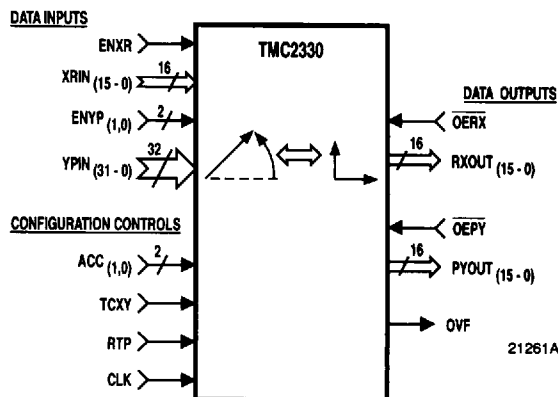 DATA INPUTS
ENXR
XRIN (15 - 0)
16
ENYP (1,0)
2
YPIN (31 - 0)
32
CONFIGURATION CONTROLS
ACC (1,0)
2
TCXY
RTP
CLK
TMC2330
DATA OUTPUTS
OERX
16
RXOUT (15 - 0)
OEPY
16
PYOUT (15 - 0)
OVF
21261A